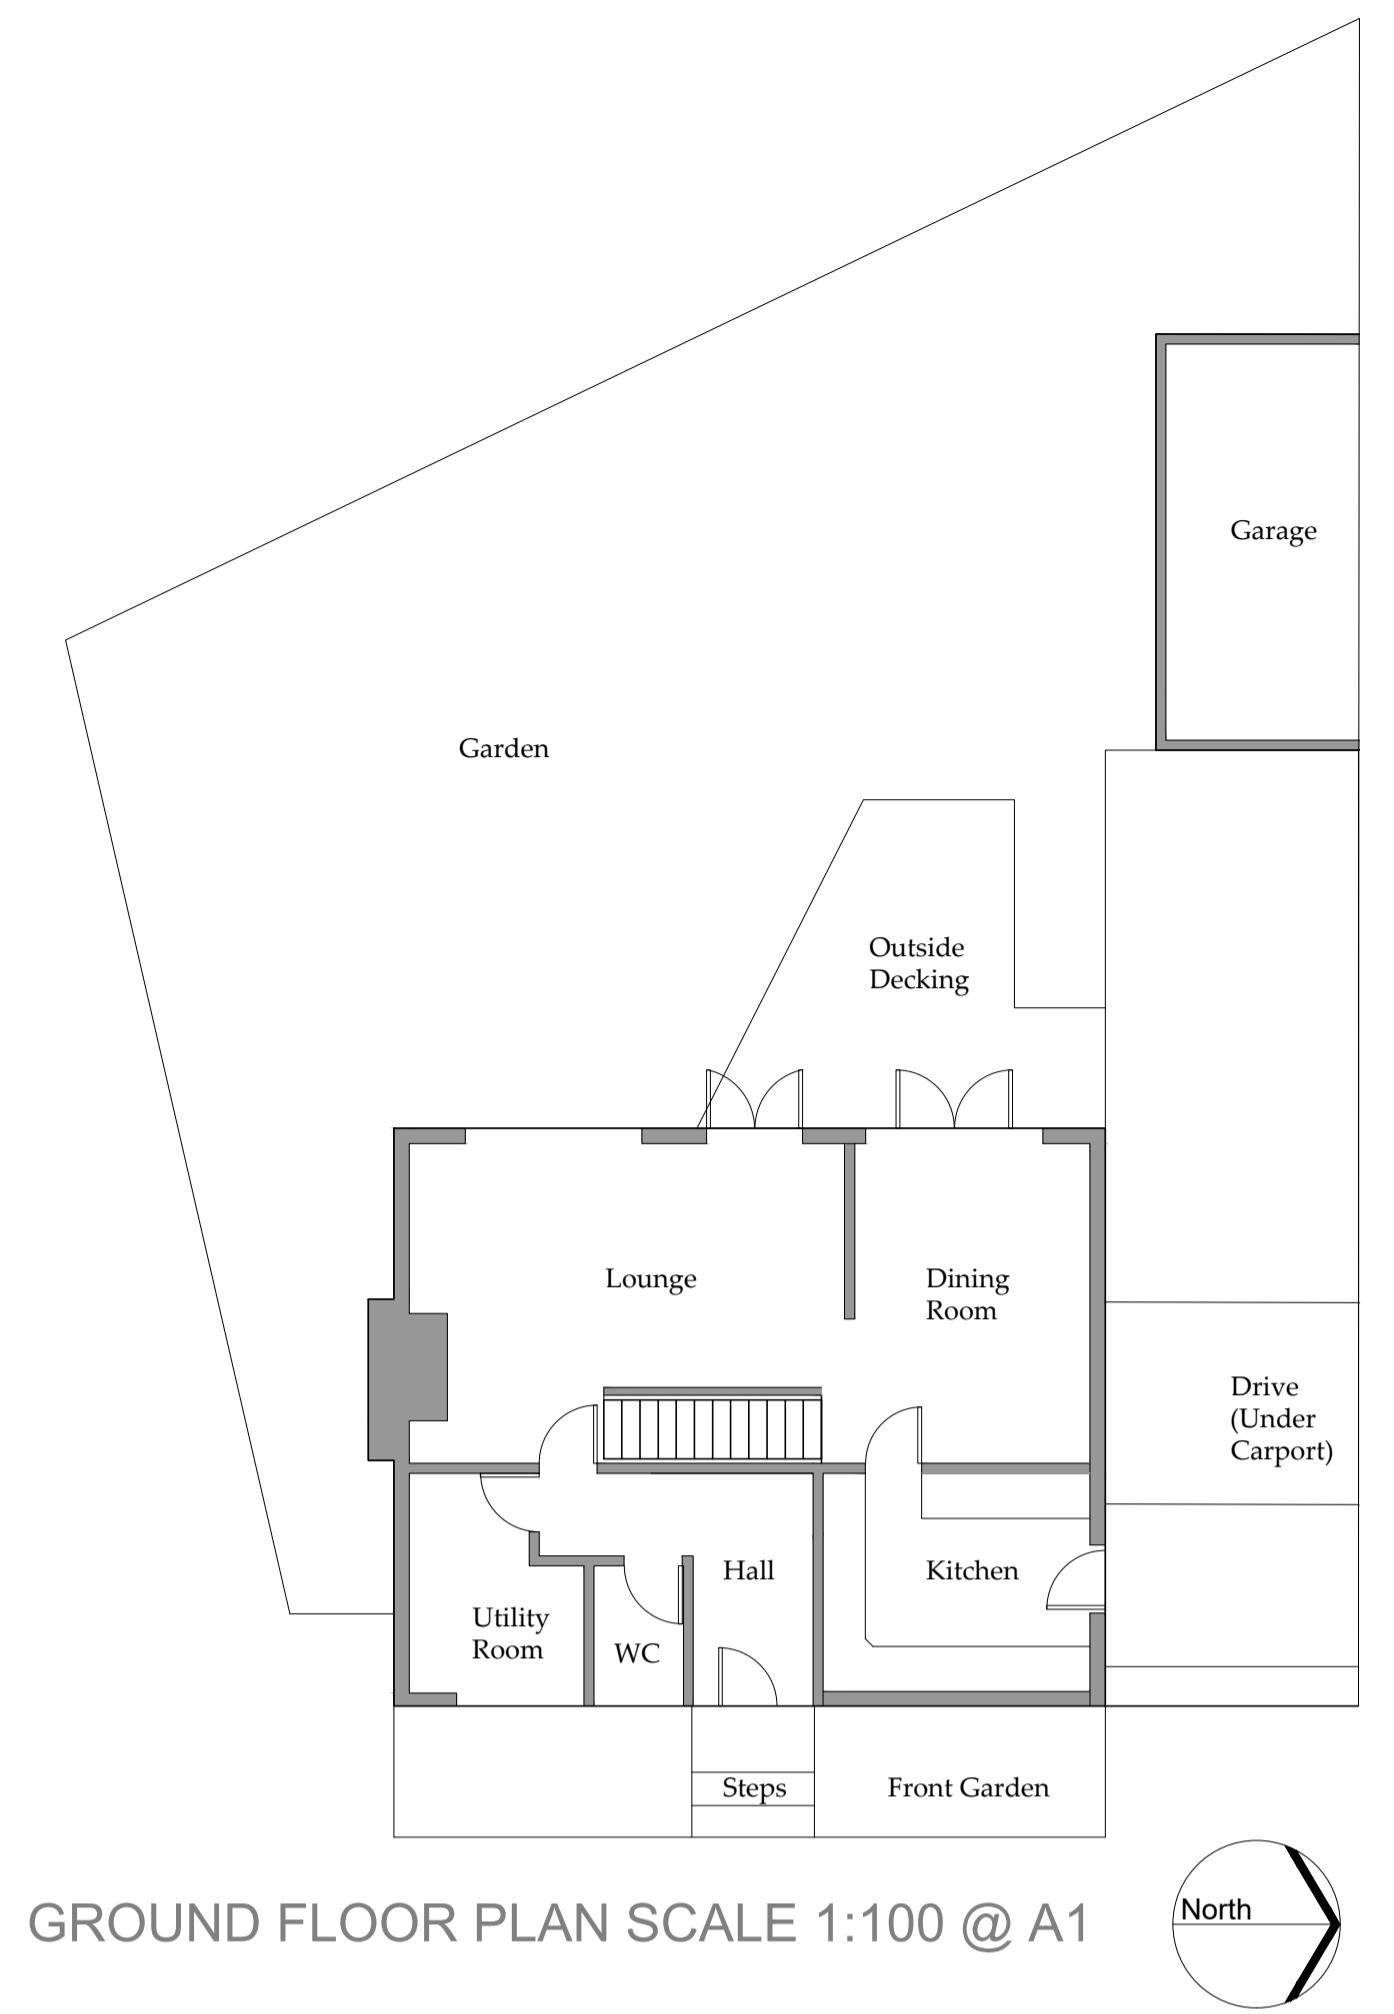 Garage
Garden
Outside
Decking
Lounge
Dining
Room
Drive
(Under
Carport)
Hall
Kitchen
Utility
Room
WC
Steps
Front Garden
North
GROUND FLOOR PLAN SCALE 1:100 @ A1